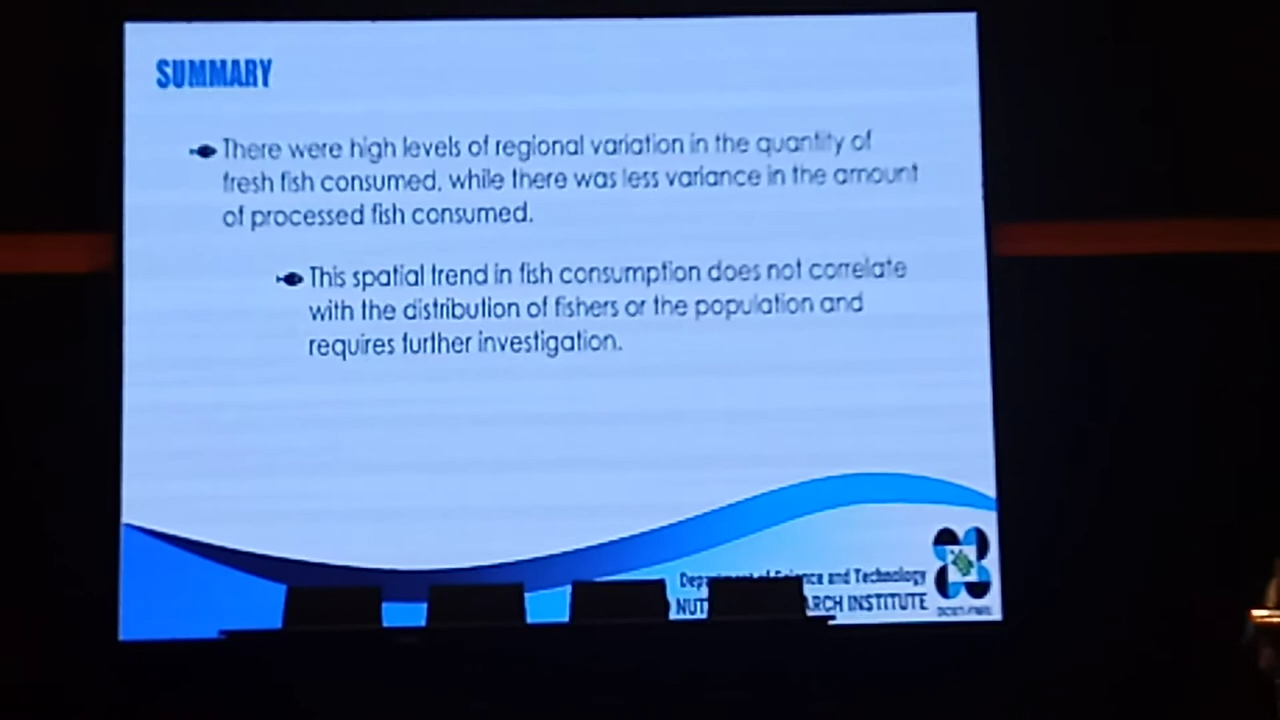 SUMMARY
There were high levels of regional variation in the quantity of
fresh fish consumed, while there was less variance in the amount
of processed fish consumed.
This spatial trend in fish consumption does not correlate
with the distribution of fishers or the population and
requires further investigation.
and Technology
INSTITUTE